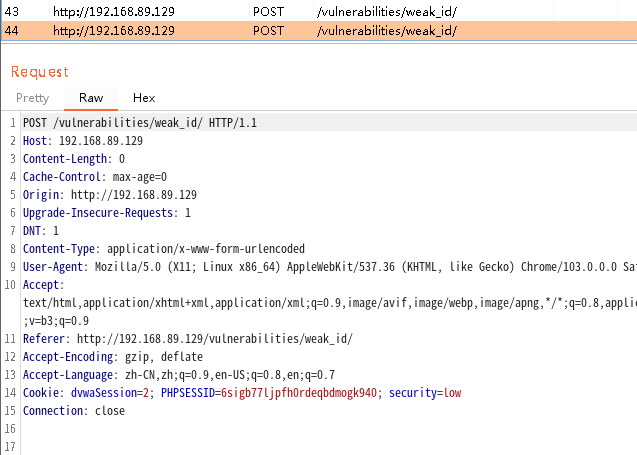 43 http://192.168.89.129 POST /vulnerabilities/weak_id/
44 http://192.168.89.129 POST /vulnerabilities/weak_id/
Request
Pretty Raw Hex
1 POST /vulnerabilities/weak_id/ HTTP/1.1
2 Host: 192.168.89.129
3 Content-Length: 0
4 Cache-Control: max-age=0
5 Origin: http://192.168.89.129
6 Upgrade-Insecure-Requests: 1
7 DNT: 1
8 Content-Type: application/x-www-form-urlencoded
9 User-Agent: Mozilla/5.0 (X11; Linux x86_64) AppleWebKit/537.36 (KHTML, like Gecko) Chrome/103.0.0.0 Saf
10 Accept:
text/html,application/xhtml+xml,application/xml;q=0.9,image/avif,image/webp,image/apng,*/*;q=0.8,applic
;v=b3;q=0.9
11 Referer: http://192.168.89.129/vulnerabilities/weak_id/
12 Accept-Encoding: gzip, deflate
13 Accept-Language: zh-CN,zh;q=0.9,en-US;q=0.8,en;q=0.7
14 Cookie: dvwaSession=2; PHPSESSID=6sigb77ljpfh0rdeqbdmogk940; security=low
15 Connection: close
16
17